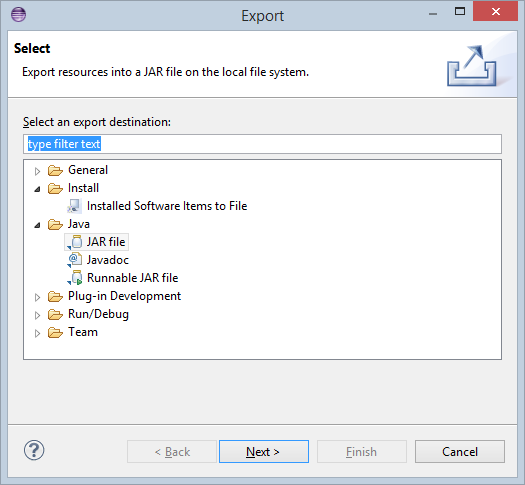 Export
Select
Export resources into a JAR file on the local file system.
Select an export destination:
type filter text
General
Install
Installed Software Items to File
Java
JAR file
Javadoc
Runnable JAR file
Plug-in Development
Run/Debug
Team
? < Back Next > Finish Cancel